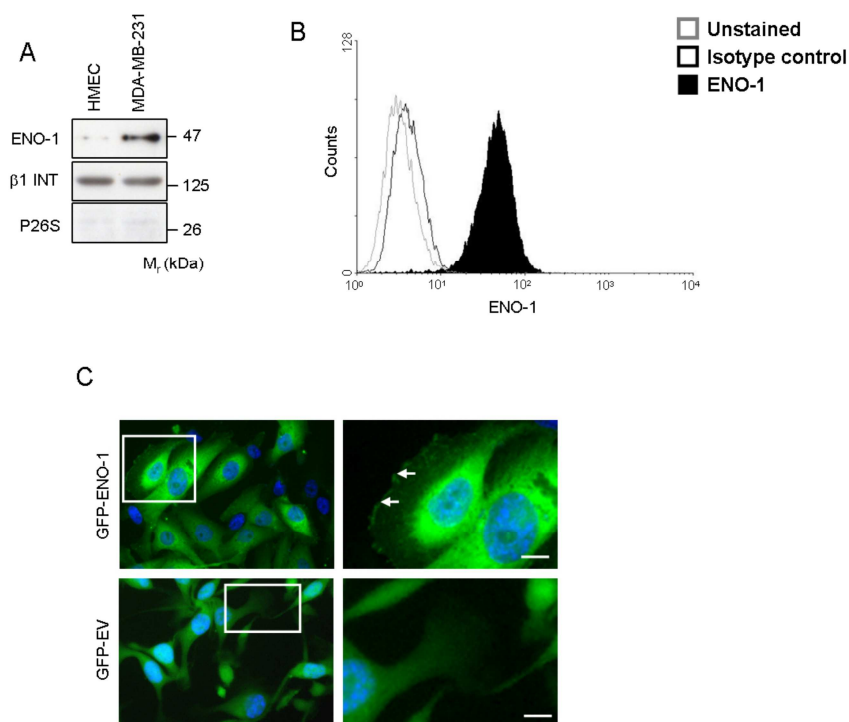 A
HMEC
MDA-MB-231
ENO-1
47
β1 INT
125
P26S
26
Mr (kDa)
B
128
Counts
0
10⁰
10¹
10²
10³
10⁴
ENO-1
Unstained
Isotype control
ENO-1
C
GFP-ENO-1
GFP-EV